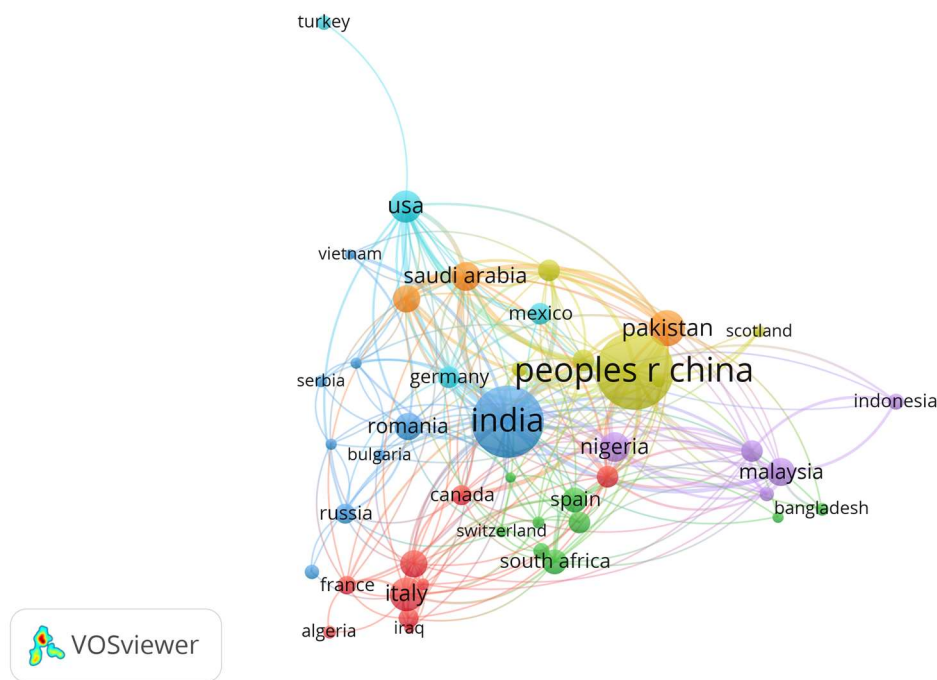 turkey
usa
vietnam
saudi arabia
mexico
pakistan
scotland
peoples r china
serbia
germany
indonesia
india
romania
nigeria
bulgaria
malaysia
canada
spain
bangladesh
russia
switzerland
south africa
france
italy
iraq
algeria
VOSviewer